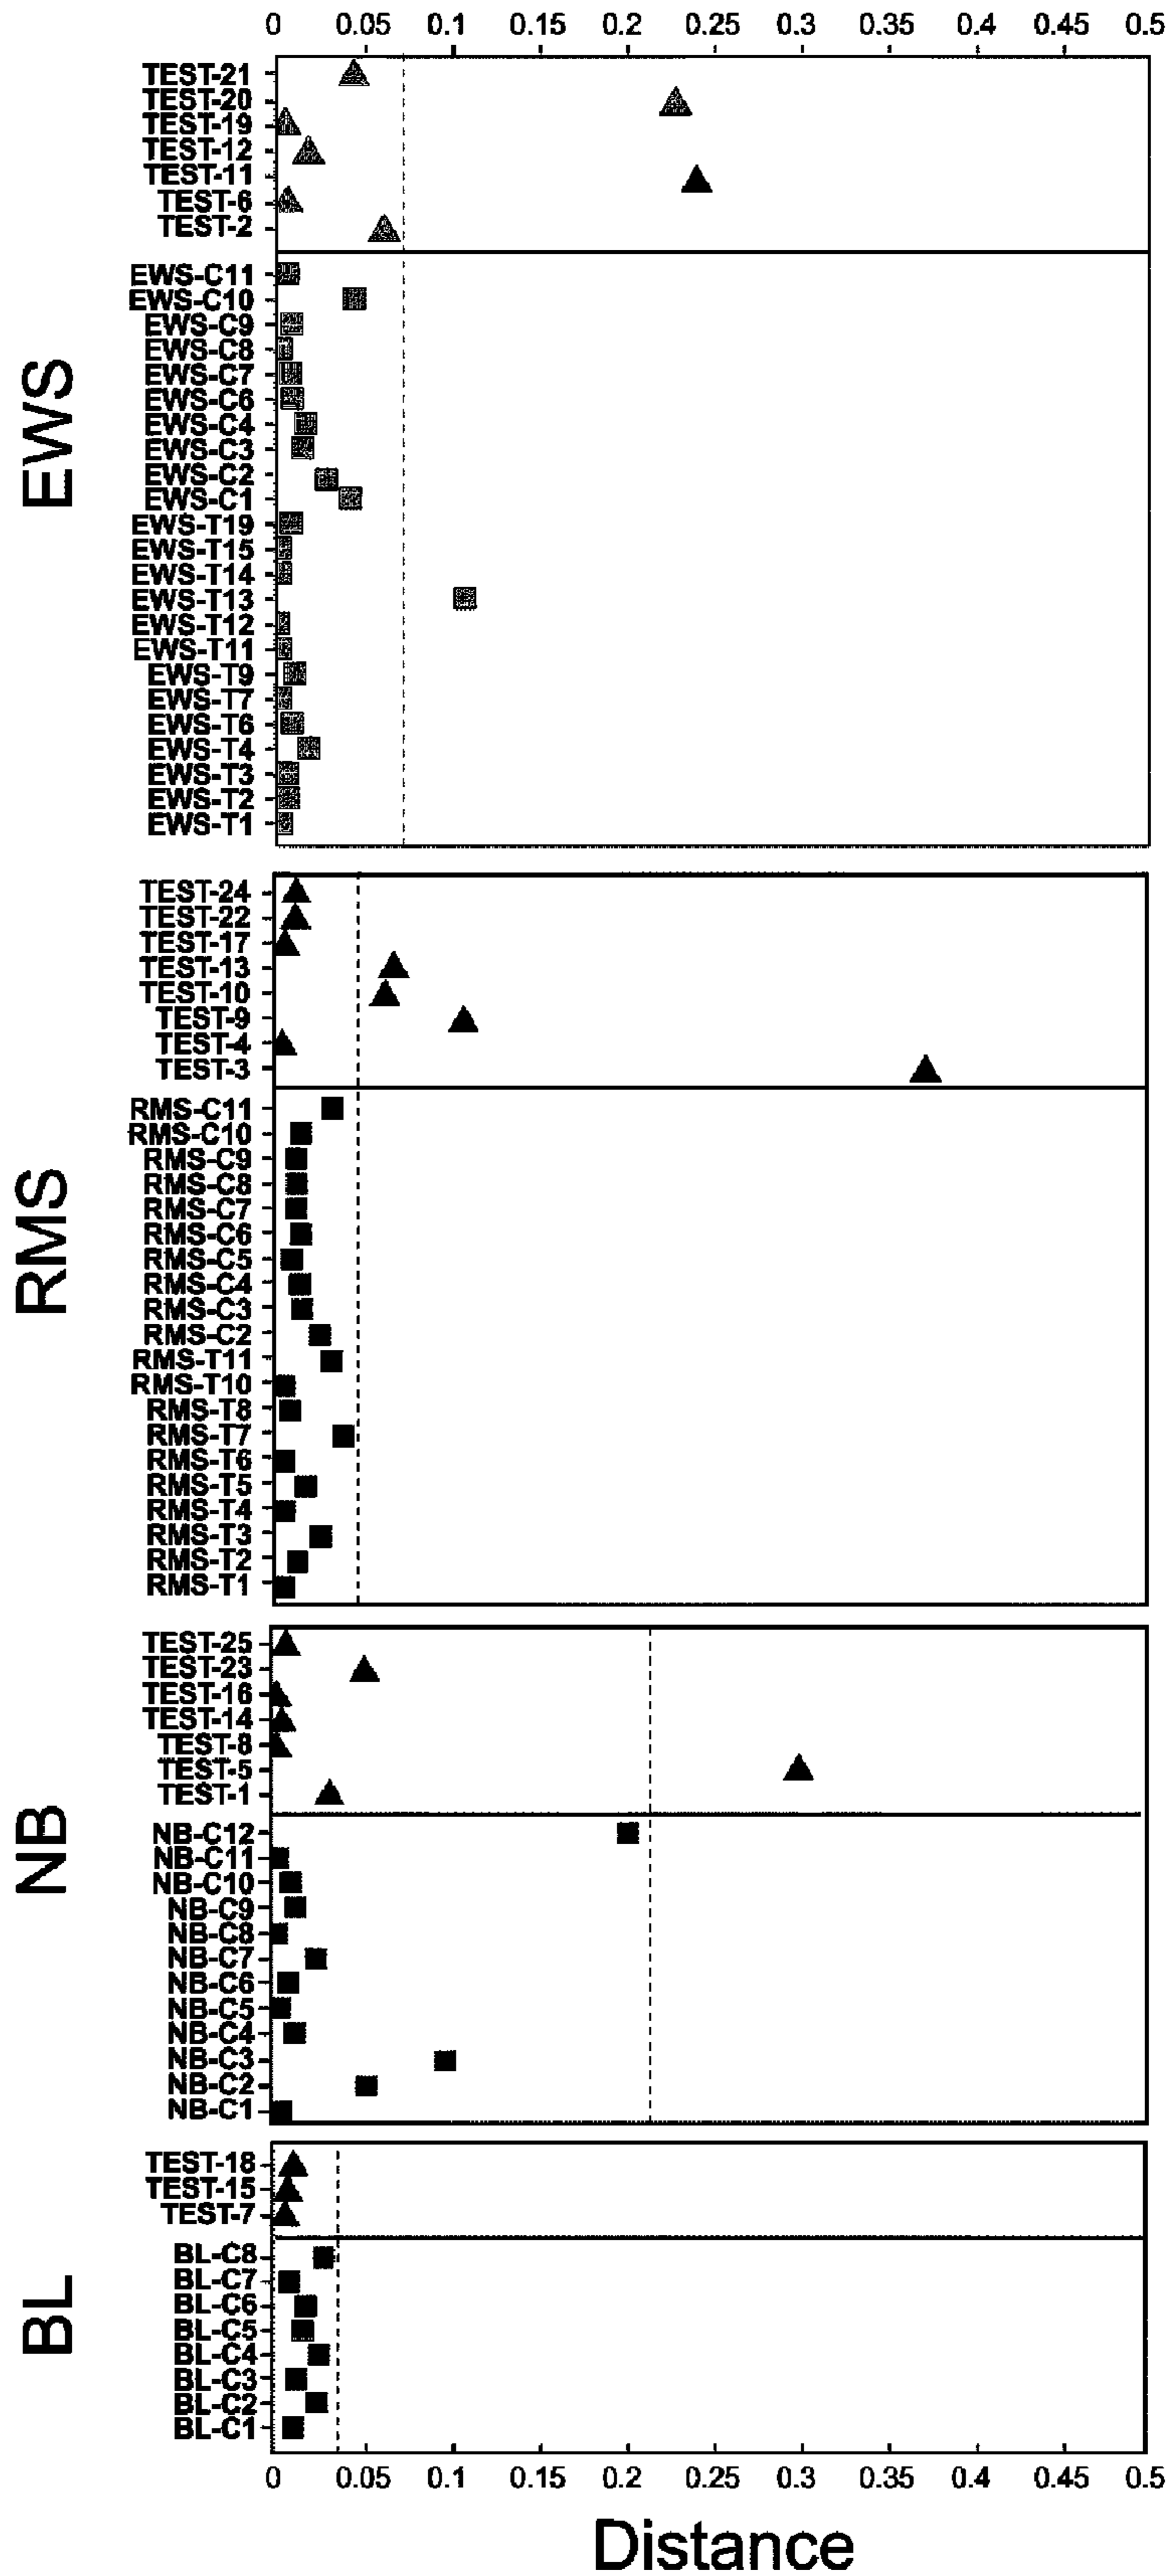 0 0.05 0.1 0.15 0.2 0.25 0.3 0.35 0.4 0.45 0.5
EWS
TEST-21
TEST-20
TEST-19
TEST-12
TEST-11
TEST-6
TEST-2
EWS-C11
EWS-C10
EWS-C9
EWS-C8
EWS-C7
EWS-C6
EWS-C4
EWS-C3
EWS-C2
EWS-C1
EWS-T19
EWS-T15
EWS-T14
EWS-T13
EWS-T12
EWS-T11
EWS-T9
EWS-T7
EWS-T6
EWS-T4
EWS-T3
EWS-T2
EWS-T1
RMS
TEST-24
TEST-22
TEST-17
TEST-13
TEST-10
TEST-9
TEST-4
TEST-3
RMS-C11
RMS-C10
RMS-C9
RMS-C8
RMS-C7
RMS-C6
RMS-C5
RMS-C4
RMS-C3
RMS-C2
RMS-T11
RMS-T10
RMS-T8
RMS-T7
RMS-T6
RMS-T5
RMS-T4
RMS-T3
RMS-T2
RMS-T1
NB
TEST-25
TEST-23
TEST-16
TEST-14
TEST-8
TEST-5
TEST-1
NB-C12
NB-C11
NB-C10
NB-C9
NB-C8
NB-C7
NB-C6
NB-C5
NB-C4
NB-C3
NB-C2
NB-C1
BL
TEST-18
TEST-15
TEST-7
BL-C8
BL-C7
BL-C6
BL-C5
BL-C4
BL-C3
BL-C2
BL-C1
0 0.05 0.1 0.15 0.2 0.25 0.3 0.35 0.4 0.45 0.5
Distance